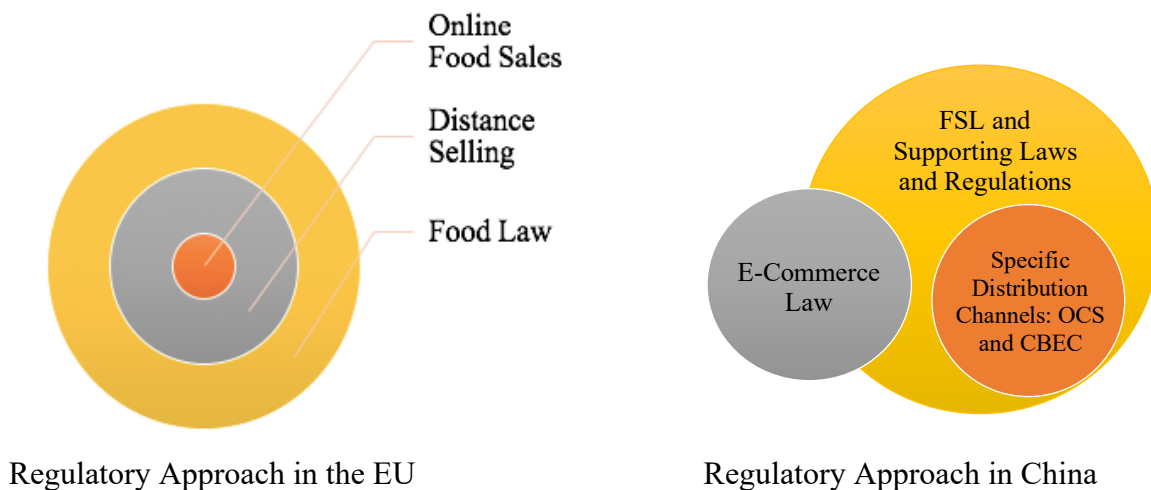 Online
Food Sales
Distance
Selling
Food Law
Regulatory Approach in the EU
FSL and
Supporting Laws
and Regulations
E-Commerce
Law
Specific
Distribution
Channels: OCS
and CBEC
Regulatory Approach in China